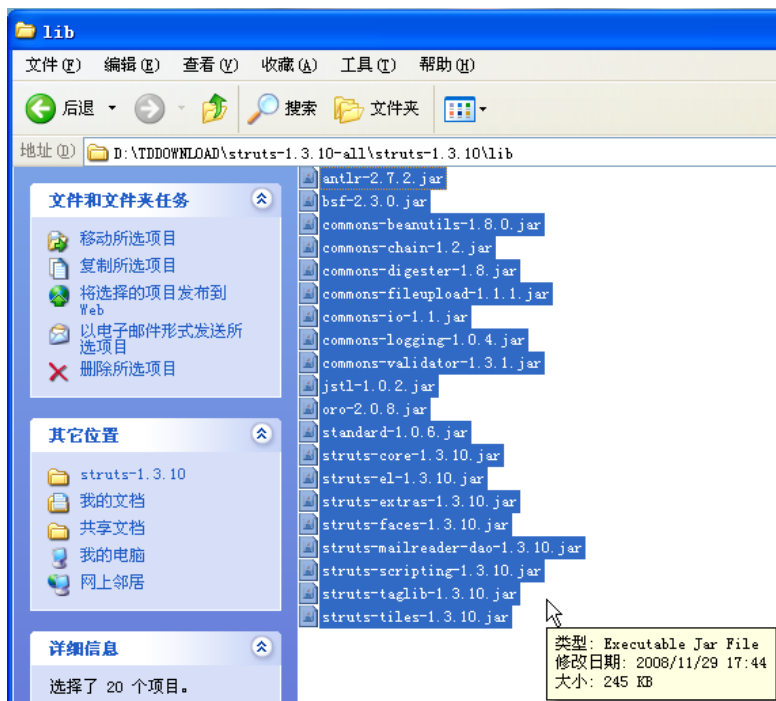 lib
文件(F) 编辑(E) 查看(V) 收藏(A) 工具(T) 帮助(H)
后退 搜索 文件夹
地址(D) D:\TDDOWNLOAD\struts-1.3.10-all\struts-1.3.10\lib
文件和文件夹任务
移动所选项目
复制所选项目
将选择的项目发布到
Web
以电子邮件形式发送所
选项目
删除所选项目
其它位置
struts-1.3.10
我的文档
共享文档
我的电脑
网上邻居
详细信息
选择了 20 个项目。
antlr-2.7.2.jar
bsf-2.3.0.jar
commons-beanutils-1.8.0.jar
commons-chain-1.2.jar
commons-digester-1.8.jar
commons-fileupload-1.1.1.jar
commons-io-1.1.jar
commons-logging-1.0.4.jar
commons-validator-1.3.1.jar
jstl-1.0.2.jar
oro-2.0.8.jar
standard-1.0.6.jar
struts-core-1.3.10.jar
struts-el-1.3.10.jar
struts-extras-1.3.10.jar
struts-faces-1.3.10.jar
struts-mailreader-dao-1.3.10.jar
struts-scripting-1.3.10.jar
struts-taglib-1.3.10.jar
struts-tiles-1.3.10.jar
类型: Executable Jar File
修改日期: 2008/11/29 17:44
大小: 245 KB